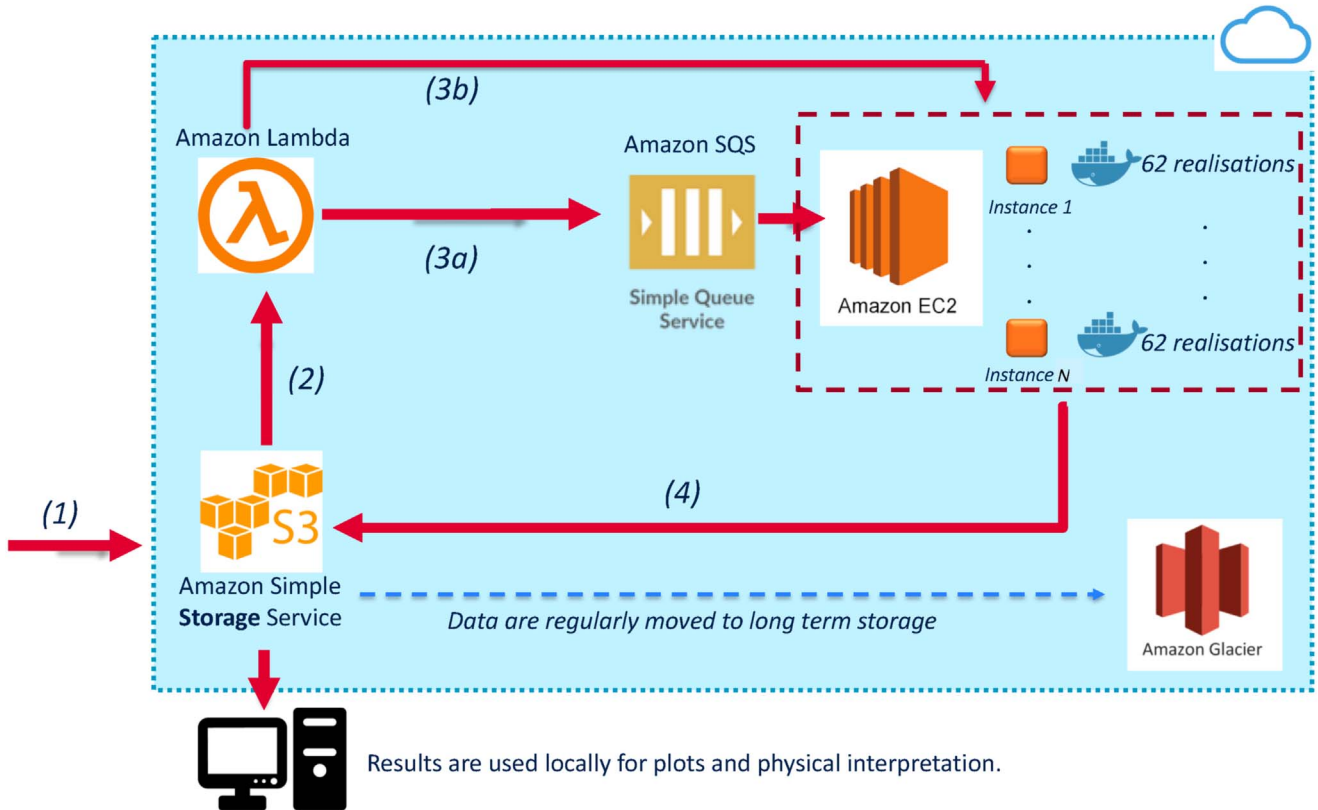 (3b)
Amazon Lambda
Amazon SQS
62 realisations
Instance 1
(3a)
Simple Queue
Service
Amazon EC2
62 realisations
Instance N
(2)
(1)
S3
(4)
Amazon Simple
Storage Service
Data are regularly moved to long term storage
Amazon Glacier
Results are used locally for plots and physical interpretation.